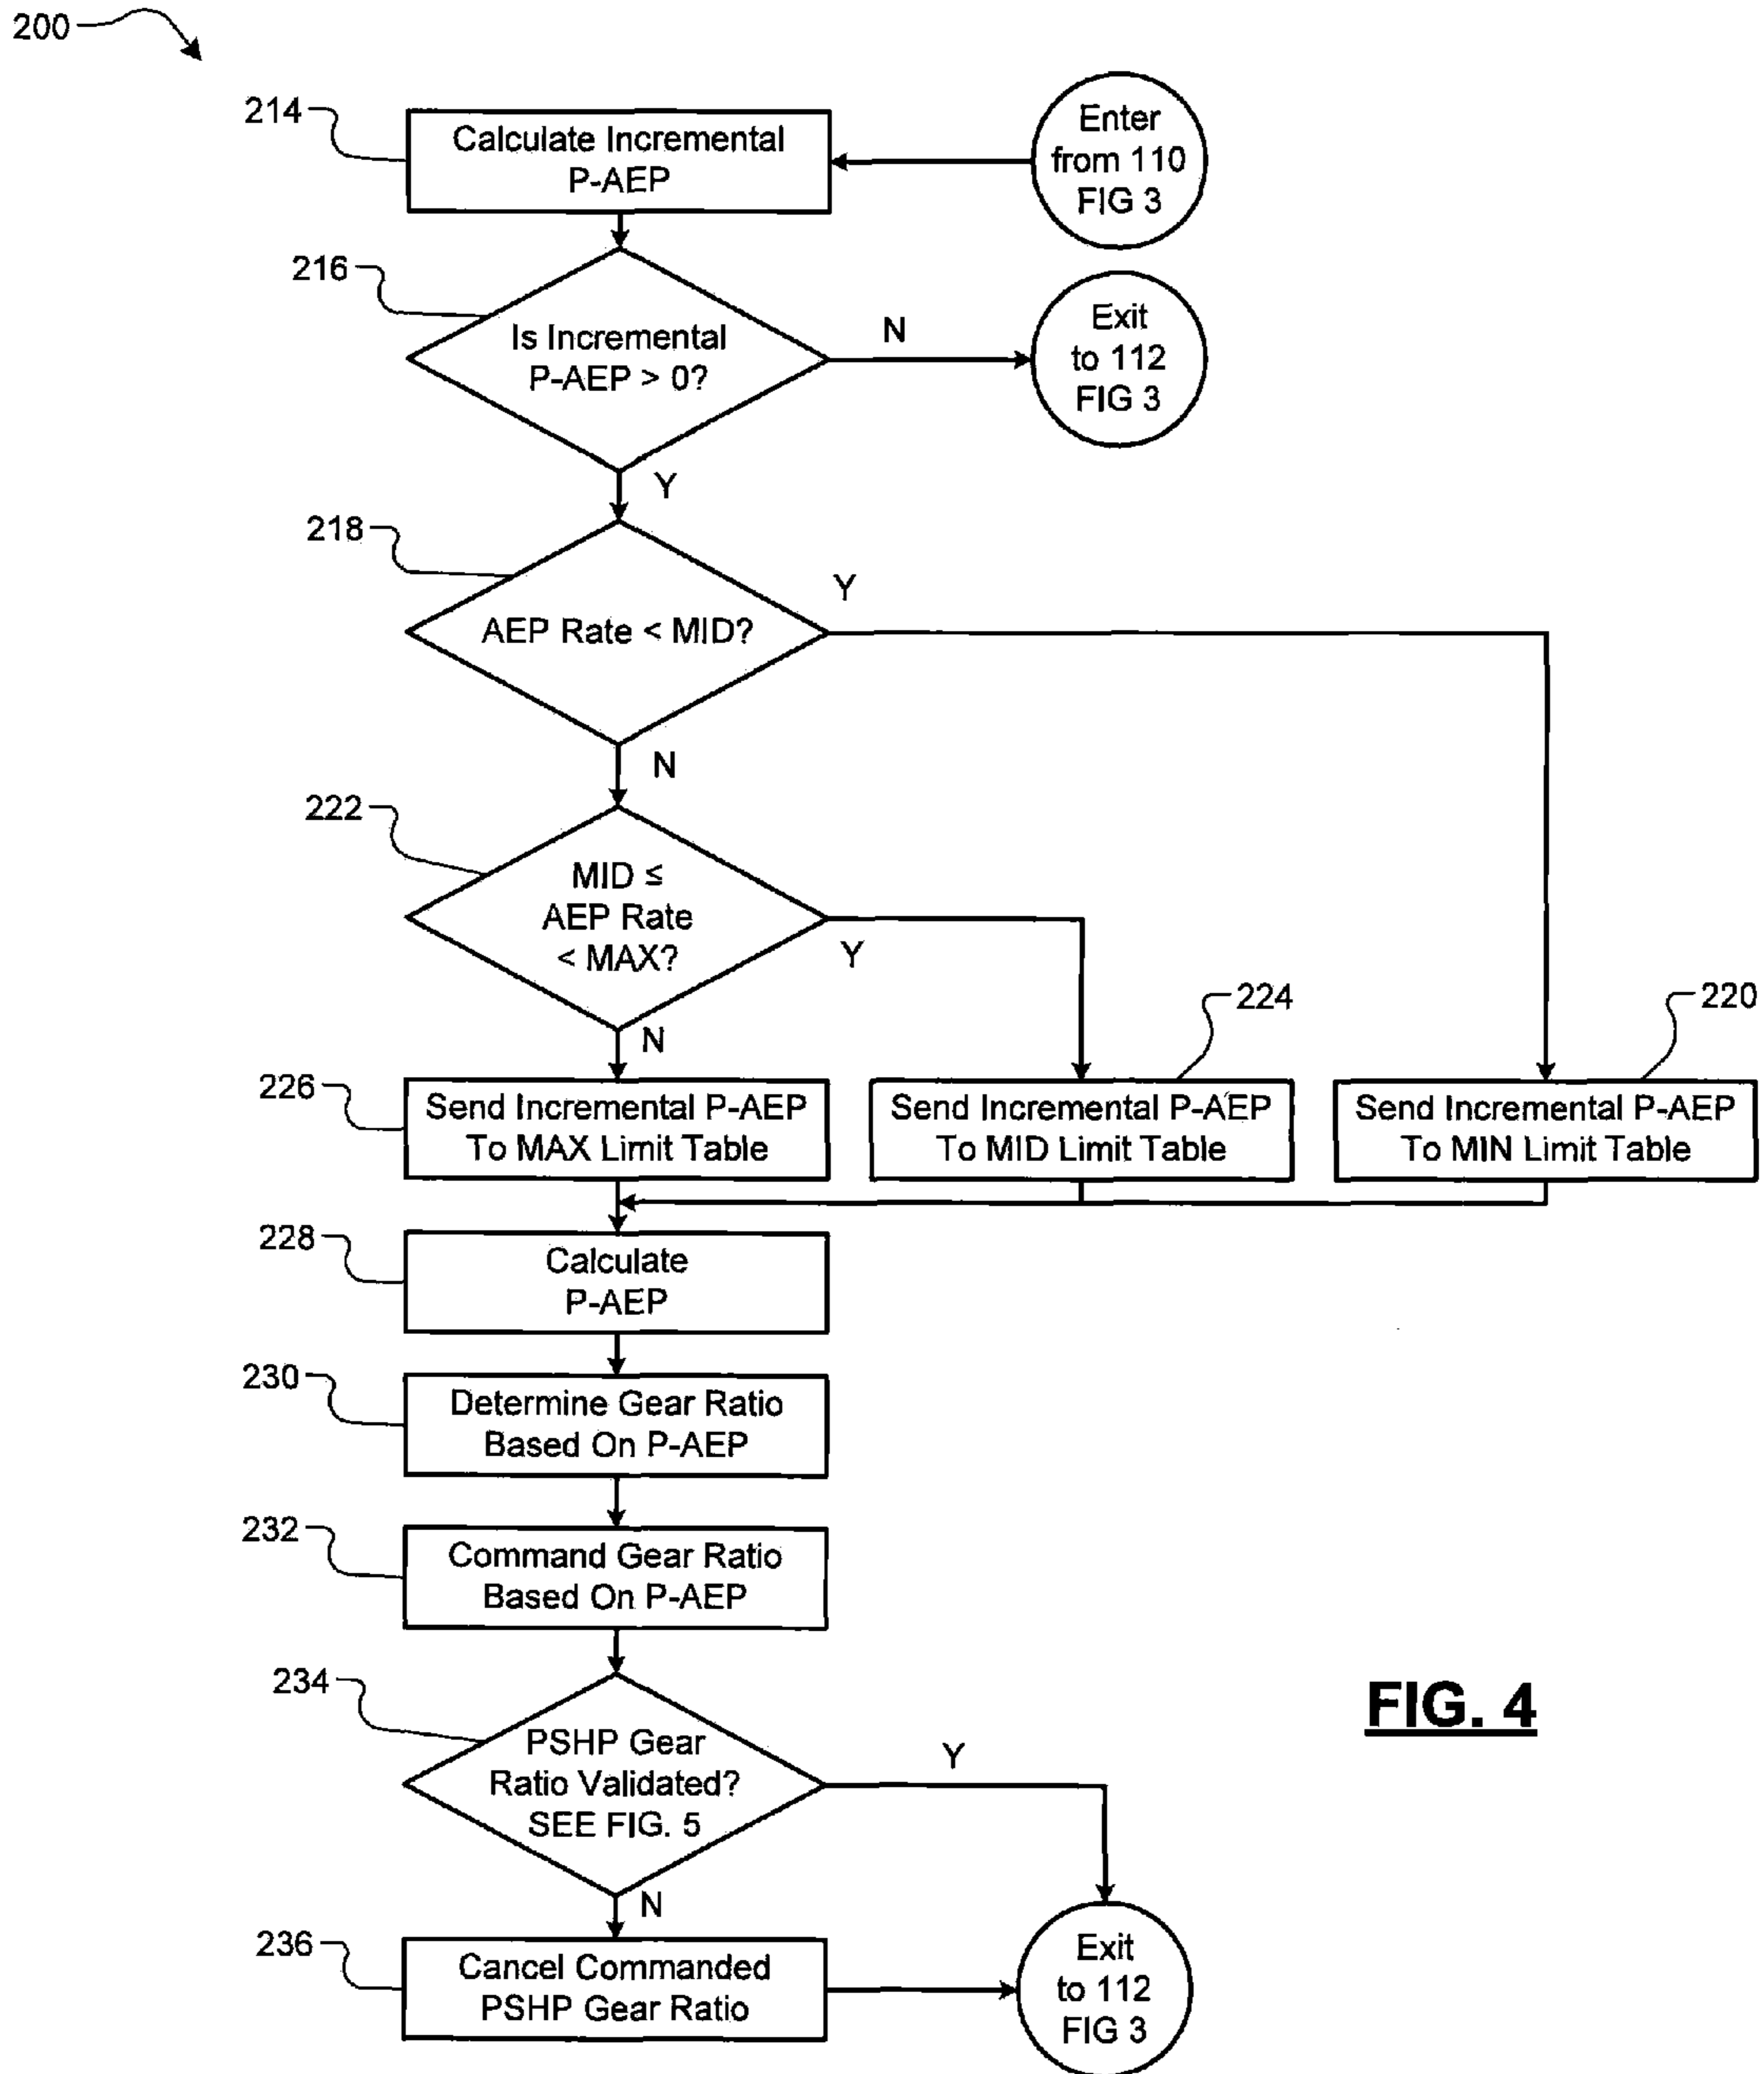 200
214
Calculate Incremental
P-AEP
Enter
from 110
FIG 3
216
Is Incremental
P-AEP > 0?
N
Exit
to 112
FIG 3
Y
218
AEP Rate < MID?
Y
N
222
MID ≤
AEP Rate
< MAX?
Y
N
224
220
226
Send Incremental P-AEP
To MAX Limit Table
Send Incremental P-AEP
To MID Limit Table
Send Incremental P-AEP
To MIN Limit Table
228
Calculate
P-AEP
230
Determine Gear Ratio
Based On P-AEP
232
Command Gear Ratio
Based On P-AEP
234
PSHP Gear
Ratio Validated?
SEE FIG. 5
Y
N
FIG. 4
236
Cancel Commanded
PSHP Gear Ratio
Exit
to 112
FIG 3